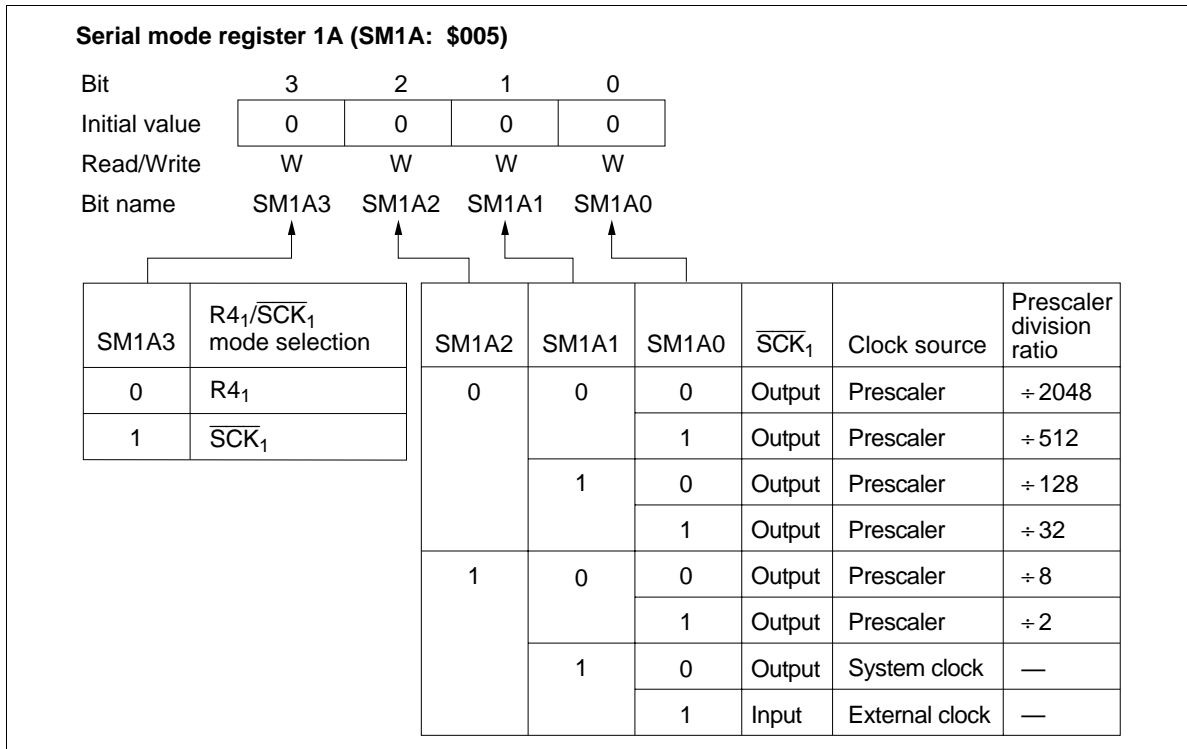 Serial mode register 1A (SM1A: $005)
Bit 3 2 1 0
Initial value 0 0 0 0
Read/Write W W W W
Bit name SM1A3 SM1A2 SM1A1 SM1A0
SM1A3 R4₁/S̅C̅K̅₁ mode selection
0 R4₁
1 S̅C̅K̅₁
SM1A2 SM1A1 SM1A0 S̅C̅K̅₁ Clock source Prescaler division ratio
0 0 0 Output Prescaler ÷2048
1 Output Prescaler ÷512
1 0 Output Prescaler ÷128
1 Output Prescaler ÷32
1 0 0 Output Prescaler ÷8
1 Output Prescaler ÷2
1 0 Output System clock —
1 Input External clock —